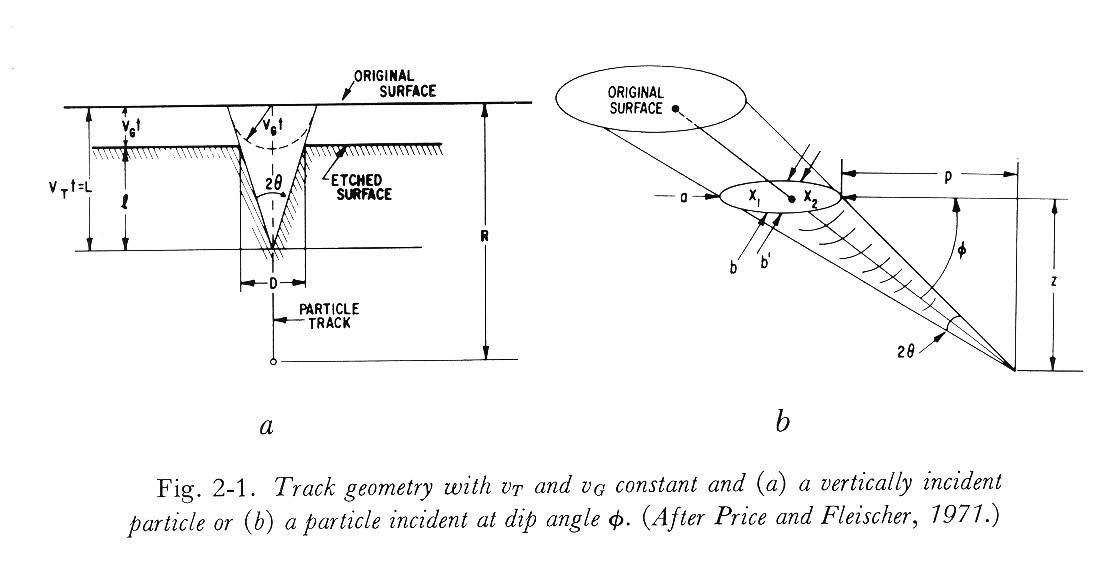 ORIGINAL
SURFACE
V_G t
V_G t
V_T t=L
ℓ
2θ
ETCHED
SURFACE
R
D
PARTICLE
TRACK
a
ORIGINAL
SURFACE
a
X₁ X₂
b b'
P
ϕ
Z
2θ
b
Fig. 2-1. Track geometry with v_T and v_G constant and (a) a vertically incident
particle or (b) a particle incident at dip angle ϕ. (After Price and Fleischer, 1971.)